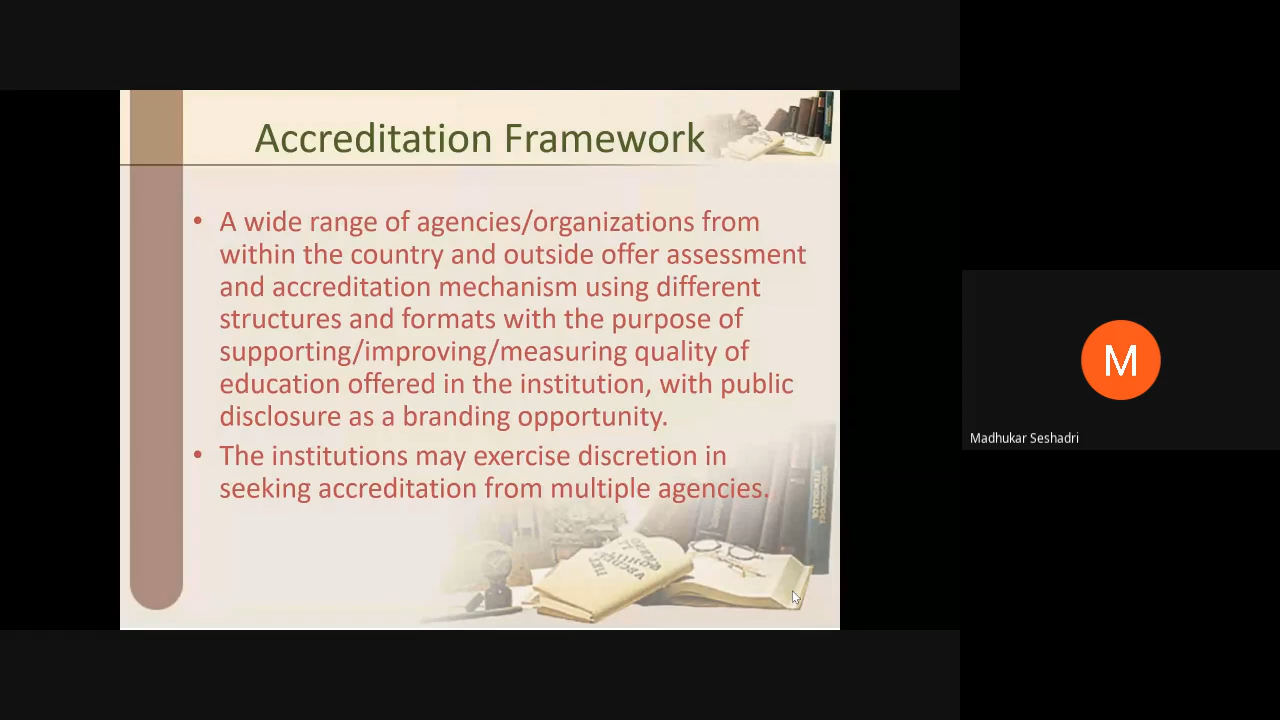 Accreditation Framework
• A wide range of agencies/organizations from
within the country and outside offer assessment
and accreditation mechanism using different
structures and formats with the purpose of
supporting/improving/measuring quality of
education offered in the institution, with public
disclosure as a branding opportunity.
• The institutions may exercise discretion in
seeking accreditation from multiple agencies.
M
Madhukar Seshadri